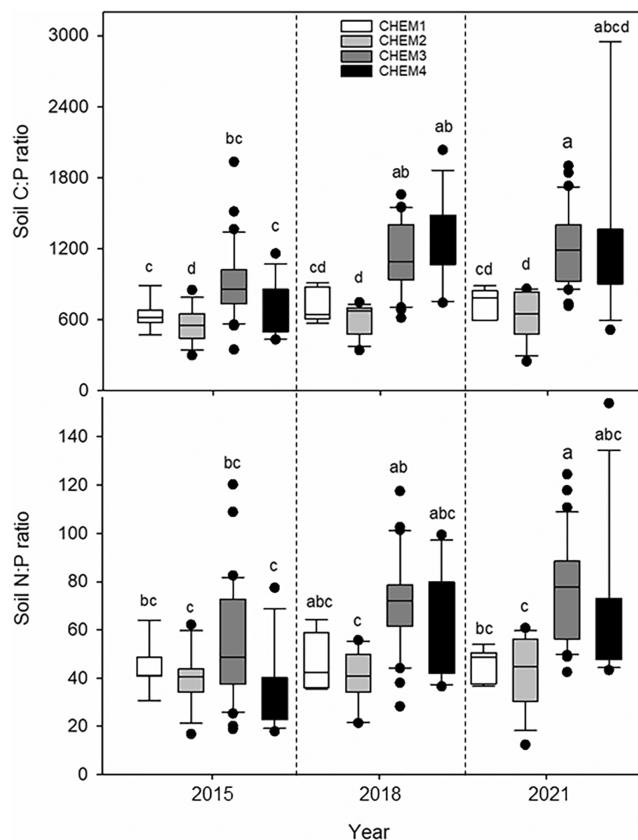 CHEM1
CHEM2
CHEM3
CHEM4
Soil C:P ratio
3000
2400
1800
1200
600
0
c
d
bc
c
cd
d
ab
ab
cd
d
a
abcd
Soil N:P ratio
140
120
100
80
60
40
20
0
bc
c
bc
c
abc
c
ab
abc
bc
c
a
abc
2015
2018
2021
Year